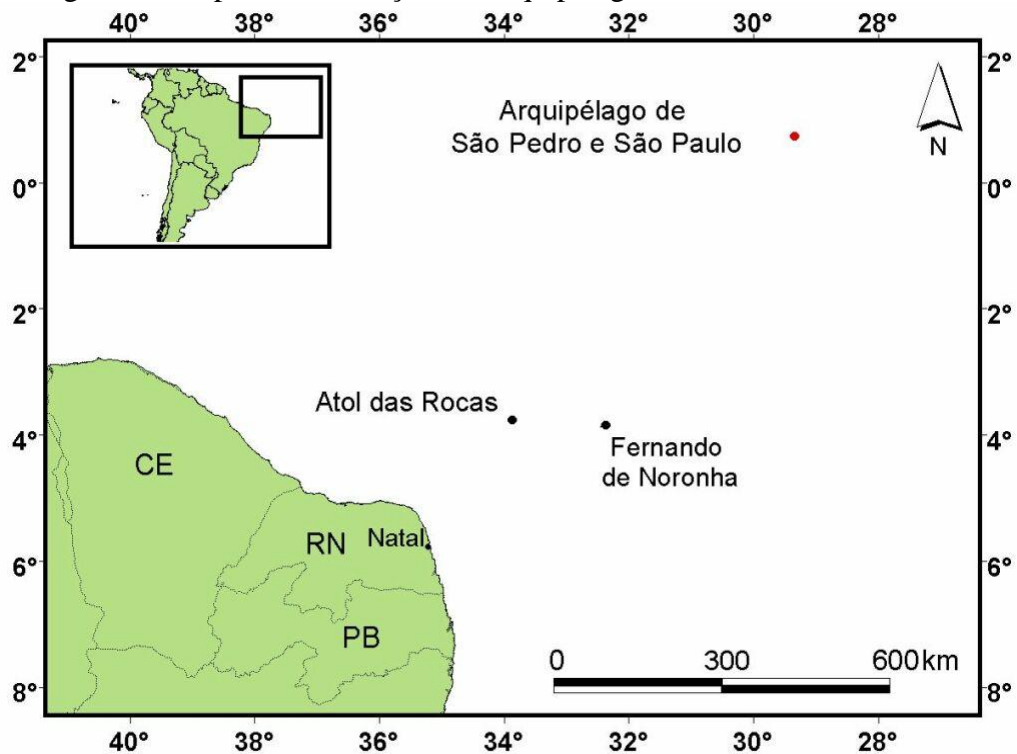 40° 38° 36° 34° 32° 30° 28°
2° 2°
Arquipélago de
São Pedro e São Paulo
N
0° 0°
2° 2°
Atol das Rocas
4° 4°
Fernando
de Noronha
CE
RN Natal
6° 6°
PB
0 300 600 km
8° 8°
40° 38° 36° 34° 32° 30° 28°